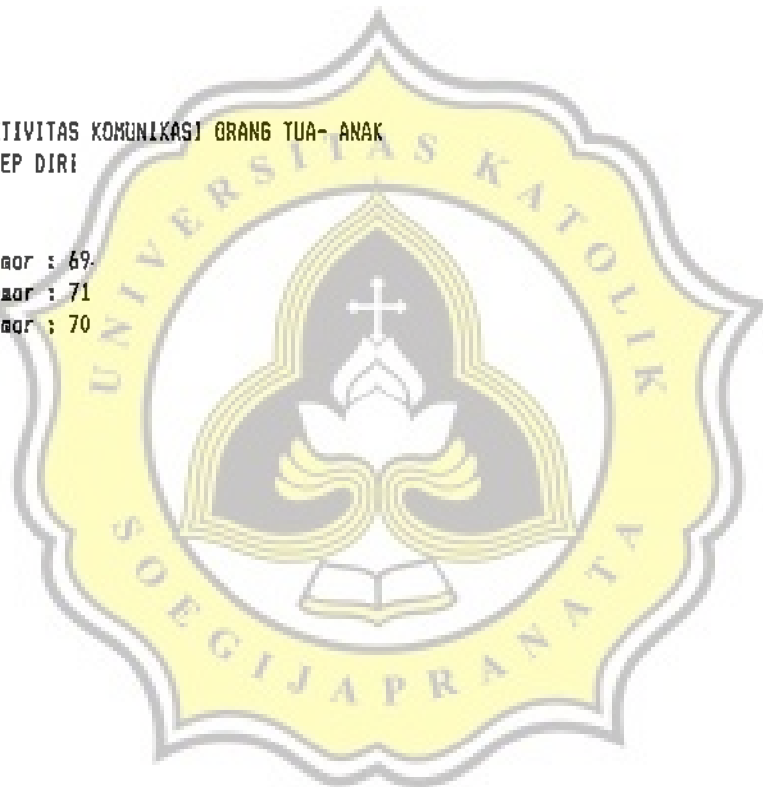 TIVITAS KOMUNIKASI ORANG TUA- ANAK
EP DIRI
mor : 69
mor : 71
mor : 70
UNIVERSITAS KATOLIK
SOEGIJAPRANATA